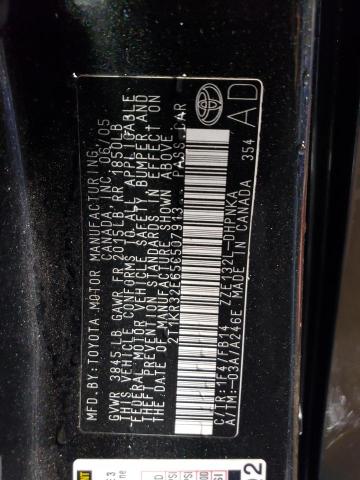 MFD.BY:TOYOTA MOTOR MANUFACTURING
CANADA, INC. 06/05
GVWR 3845LB GAWR FR 2015LB RR 1850LB
THIS VEHICLE CONFORMS TO ALL APPLICABLE
FEDERAL MOTOR VEHICLE SAFETY, BUMPER, AND
THEFT PREVENTION STANDARDS IN EFFECT ON
THE DATE OF MANUFACTURE SHOWN ABOVE.
2T1KR32E65C507913 PASS.CAR
C/TR:1F4/FB14 ZZE132L-DHPNKA
A/TM:-03A/A246E MADE IN CANADA
354
AD
TOYOTA